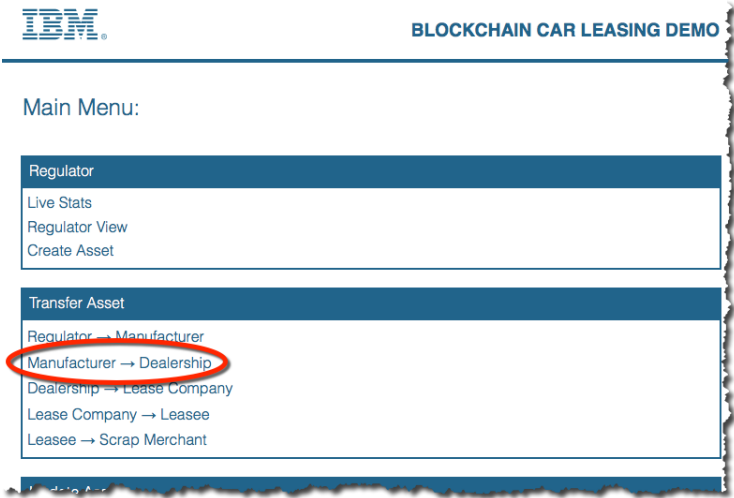 IBM®
BLOCKCHAIN CAR LEASING DEMO
Main Menu:
Regulator
Live Stats
Regulator View
Create Asset
Transfer Asset
Regulator → Manufacturer
Manufacturer → Dealership
Dealership → Lease Company
Lease Company → Leasee
Leasee → Scrap Merchant